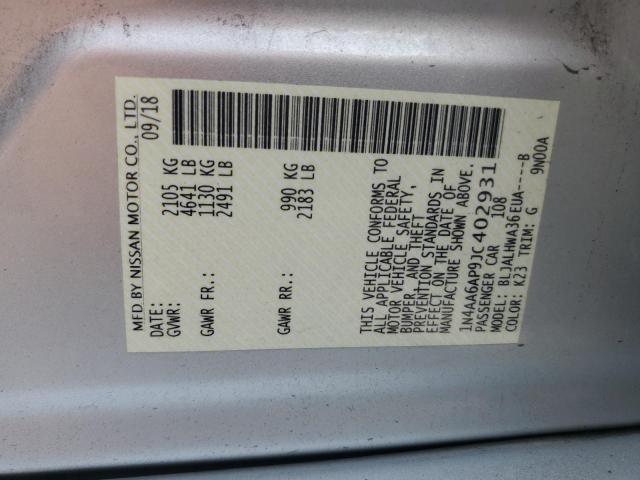 MFD BY NISSAN MOTOR CO., LTD.
DATE: 09/18
GVWR: 2105 KG
4641 LB
GAWR FR.: 1130 KG
2491 LB
GAWR RR.: 990 KG
2183 LB
THIS VEHICLE CONFORMS TO
ALL APPLICABLE FEDERAL
MOTOR VEHICLE SAFETY,
BUMPER, AND THEFT
PREVENTION STANDARDS IN
EFFECT ON THE DATE OF
MANUFACTURE SHOWN ABOVE.
1N4AA6AP9JC402931
PASSENGER CAR 108
MODEL: BLJALHWA36EUA----B
COLOR: K23 TRIM: G 9N00A